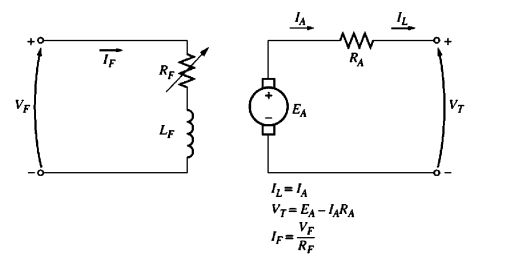 I_A
I_L
+
+
I_F
R_F
R_A
V_F
+
E_A
−
V_T
L_F
−
−
I_L = I_A
V_T = E_A − I_A R_A
I_F = V_F / R_F